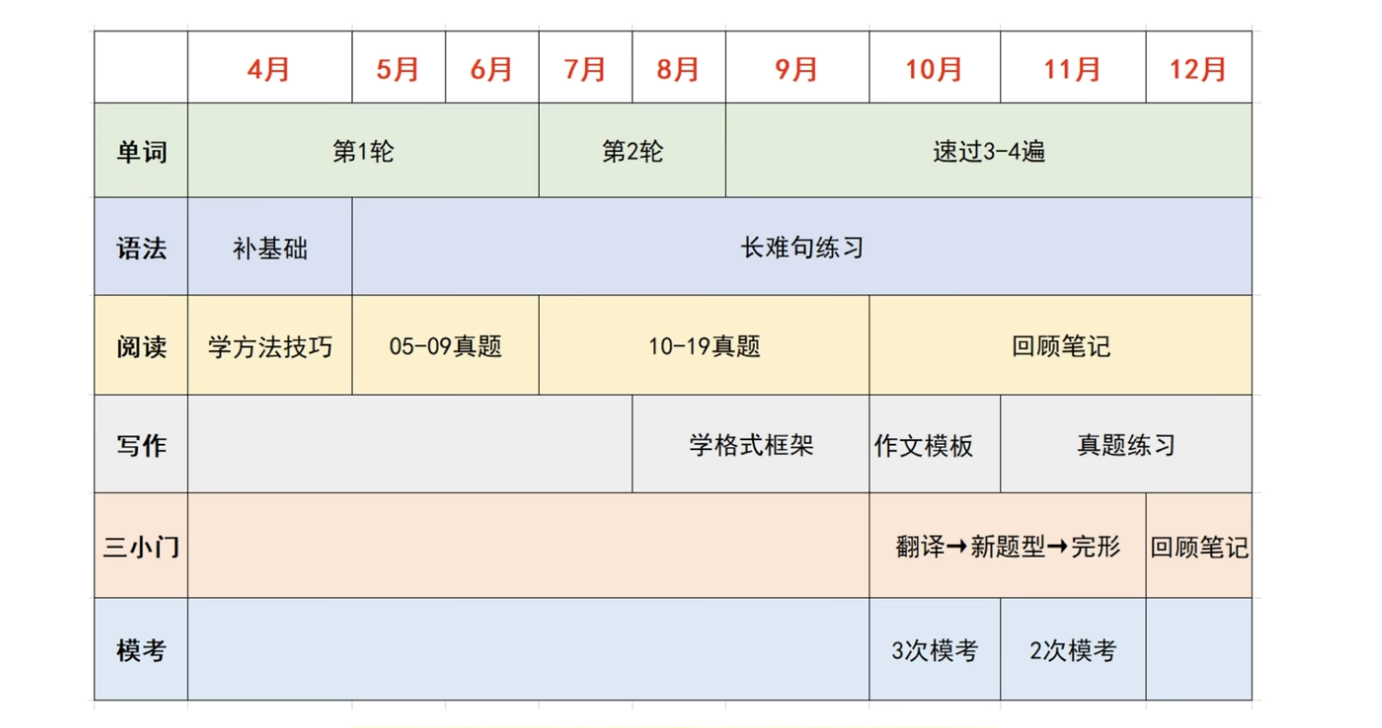 4月 5月 6月 7月 8月 9月 10月 11月 12月
单词 第1轮 第2轮 速过3-4遍
语法 补基础 长难句练习
阅读 学方法技巧 05-09真题 10-19真题 回顾笔记
写作 学格式框架 作文模板 真题练习
三小门 翻译→新题型→完形 回顾笔记
模考 3次模考 2次模考